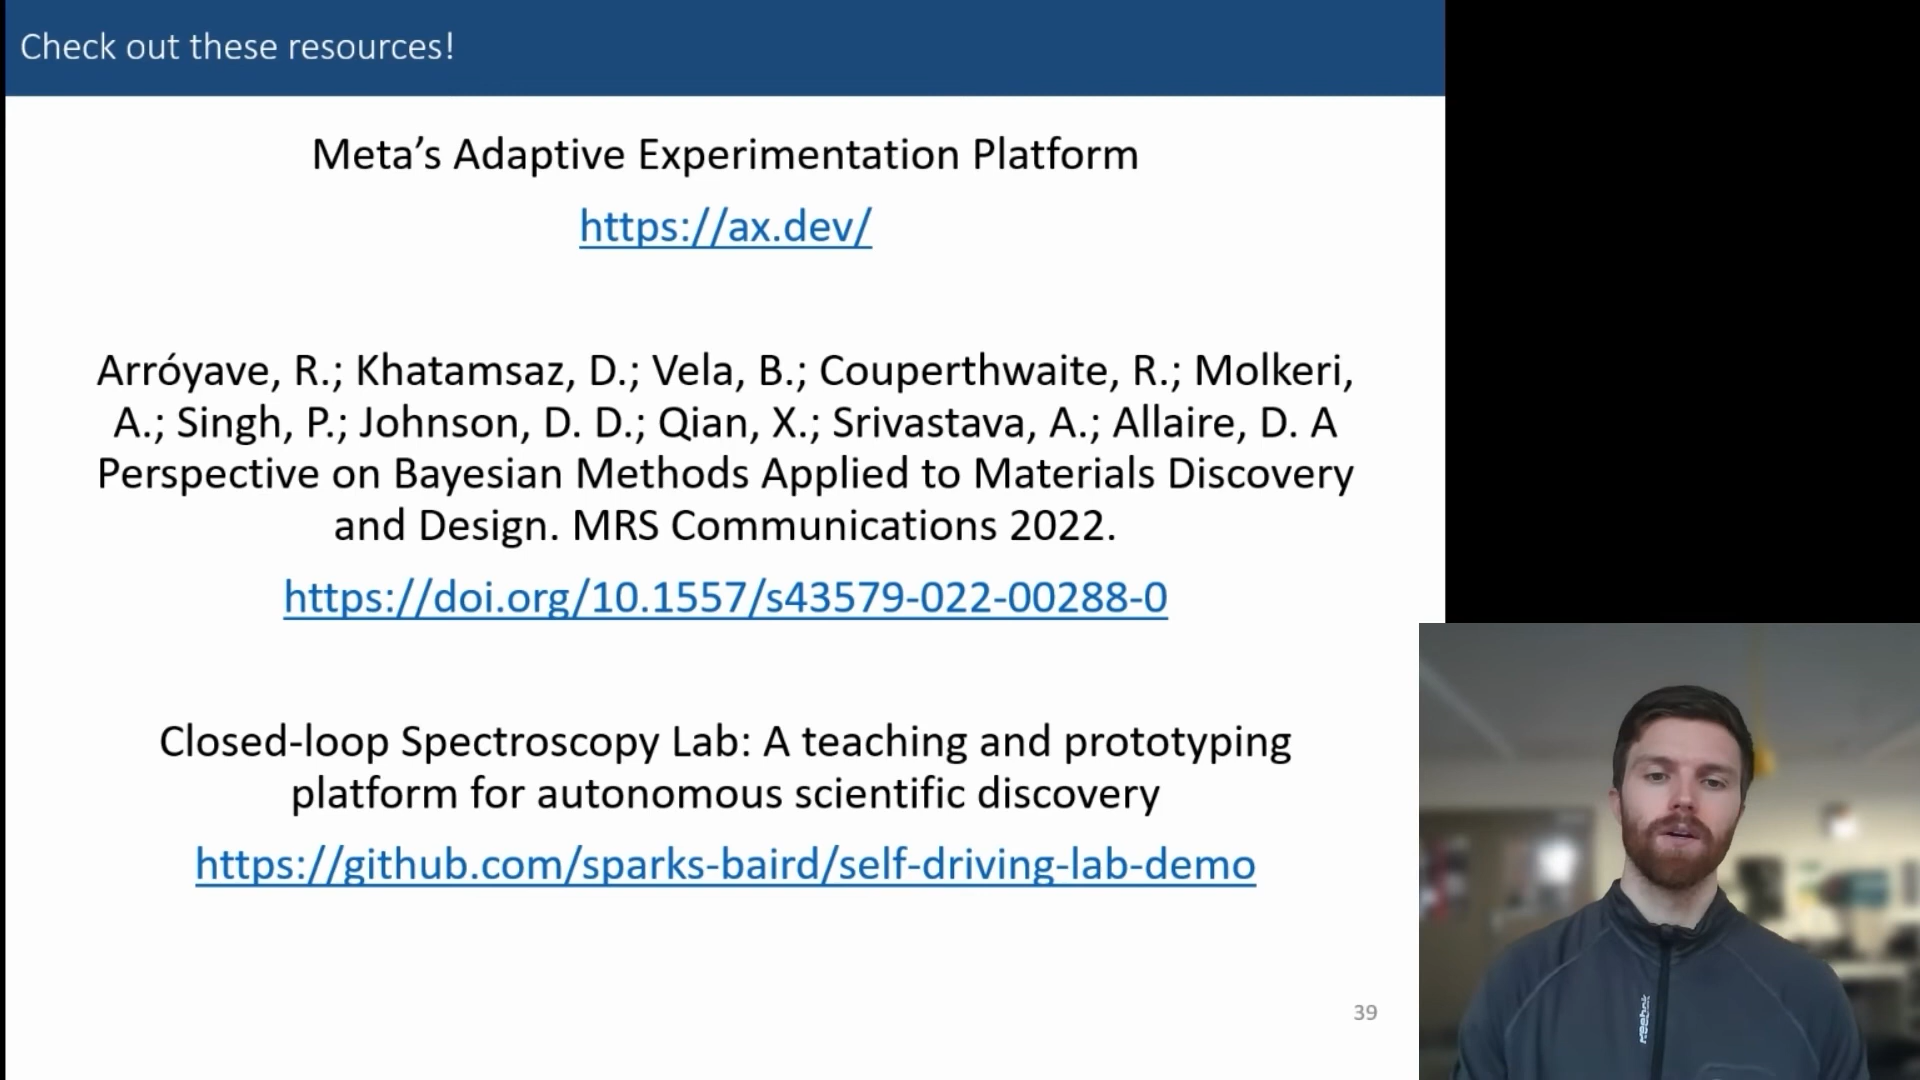 Check out these resources!
Meta’s Adaptive Experimentation Platform
https://ax.dev/
Arróyave, R.; Khatamsaz, D.; Vela, B.; Couperthwaite, R.; Molkeri,
A.; Singh, P.; Johnson, D. D.; Qian, X.; Srivastava, A.; Allaire, D. A
Perspective on Bayesian Methods Applied to Materials Discovery
and Design. MRS Communications 2022.
https://doi.org/10.1557/s43579-022-00288-0
Closed-loop Spectroscopy Lab: A teaching and prototyping
platform for autonomous scientific discovery
https://github.com/sparks-baird/self-driving-lab-demo
39
Reebok